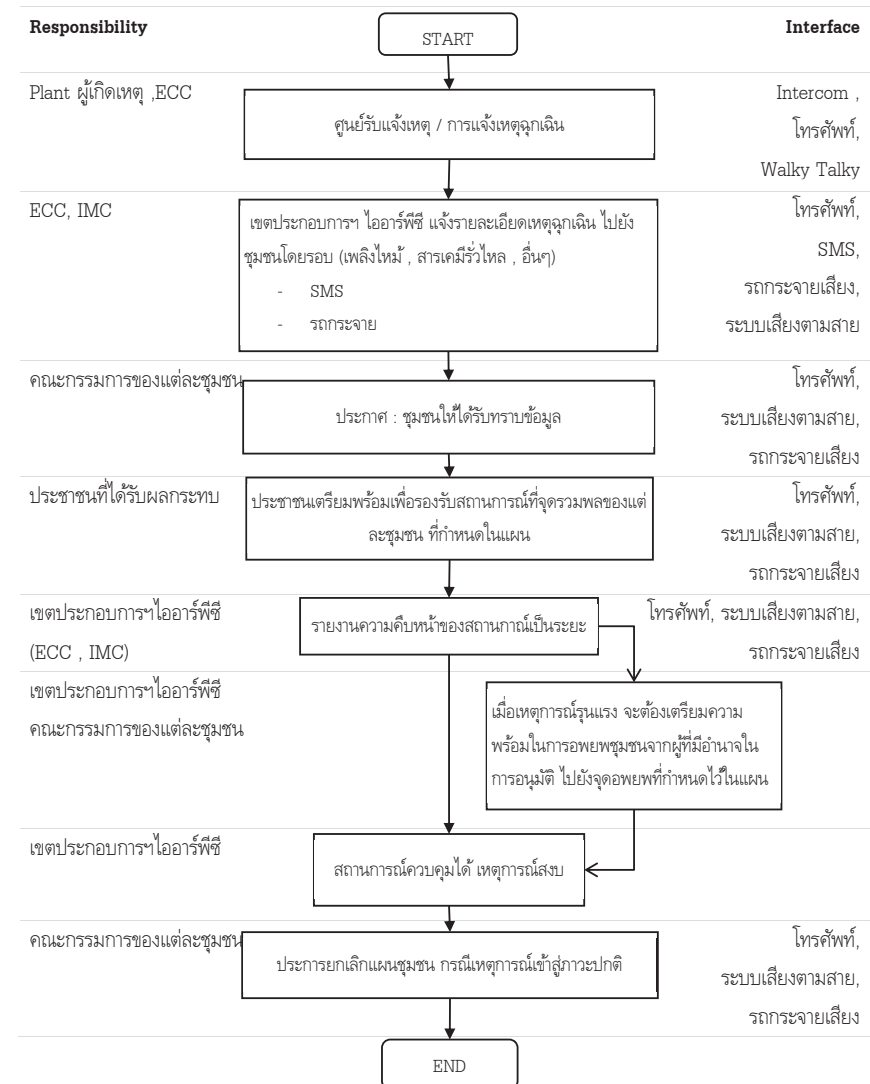 Responsibility
START
Interface
Plant ผู้เกิดเหตุ ,ECC
ศูนย์รับแจ้งเหตุ / การแจ้งเหตุฉุกเฉิน
Intercom ,
โทรศัพท์,
Walky Talky
ECC, IMC
เขตประกอบการฯ ไออาร์พีซี แจ้งรายละเอียดเหตุฉุกเฉิน ไปยัง
ชุมชนโดยรอบ (เพลิงไหม้ , สารเคมีรั่วไหล , อื่นๆ)
- SMS
- รถกระจาย
โทรศัพท์,
SMS,
รถกระจายเสียง,
ระบบเสียงตามสาย
คณะกรรมการของแต่ละชุมชน
ประกาศ : ชุมชนให้ได้รับทราบข้อมูล
โทรศัพท์,
ระบบเสียงตามสาย,
รถกระจายเสียง
ประชาชนที่ได้รับผลกระทบ
ประชาชนเตรียมพร้อมเพื่อรองรับสถานการณ์ที่จุดรวมพลของแต่
ละชุมชน ที่กำหนดในแผน
โทรศัพท์,
ระบบเสียงตามสาย,
รถกระจายเสียง
เขตประกอบการฯไออาร์พีซี
(ECC , IMC)
รายงานความคืบหน้าของสถานกาณ์เป็นระยะ
โทรศัพท์, ระบบเสียงตามสาย,
รถกระจายเสียง
เขตประกอบการฯไออาร์พีซี
คณะกรรมการของแต่ละชุมชน
เมื่อเหตุการณ์รุนแรง จะต้องเตรียมความ
พร้อมในการอพยพชุมชนจากผู้ที่มีอำนาจใน
การอนุมัติ ไปยังจุดอพยพที่กำหนดไว้ในแผน
เขตประกอบการฯไออาร์พีซี
สถานการณ์ควบคุมได้ เหตุการณ์สงบ
คณะกรรมการของแต่ละชุมชน
ประการยกเลิกแผนชุมชน กรณีเหตุการณ์เข้าสู่ภาวะปกติ
โทรศัพท์,
ระบบเสียงตามสาย,
รถกระจายเสียง
END